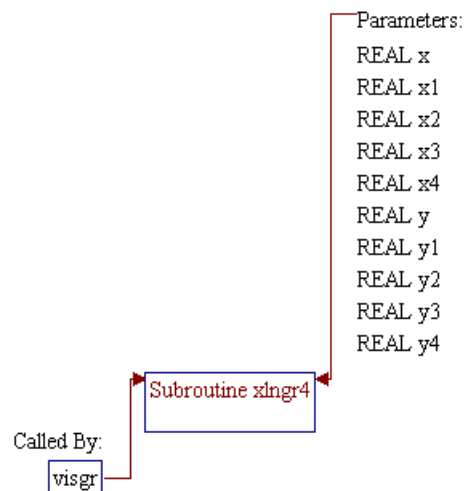 Parameters:
REAL x
REAL x1
REAL x2
REAL x3
REAL x4
REAL y
REAL y1
REAL y2
REAL y3
REAL y4
Subroutine xlngr4
Called By:
visgr